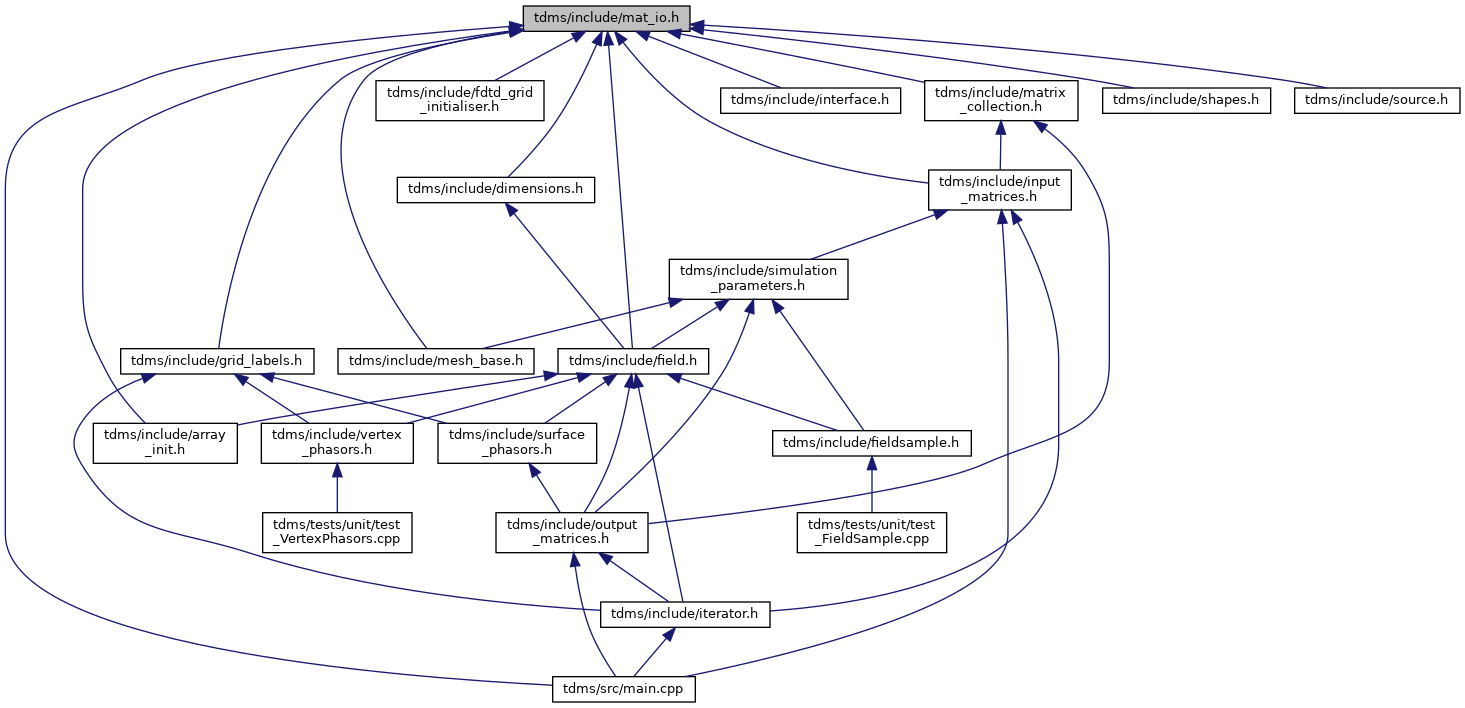 tdms/include/mat_io.h
tdms/include/fdtd_grid
_initialiser.h
tdms/include/interface.h
tdms/include/matrix
_collection.h
tdms/include/shapes.h
tdms/include/source.h
tdms/include/dimensions.h
tdms/include/input
_matrices.h
tdms/include/simulation
_parameters.h
tdms/include/grid_labels.h
tdms/include/mesh_base.h
tdms/include/field.h
tdms/include/array
_init.h
tdms/include/vertex
_phasors.h
tdms/include/surface
_phasors.h
tdms/include/fieldsample.h
tdms/tests/unit/test
_VertexPhasors.cpp
tdms/include/output
_matrices.h
tdms/tests/unit/test
_FieldSample.cpp
tdms/include/iterator.h
tdms/src/main.cpp